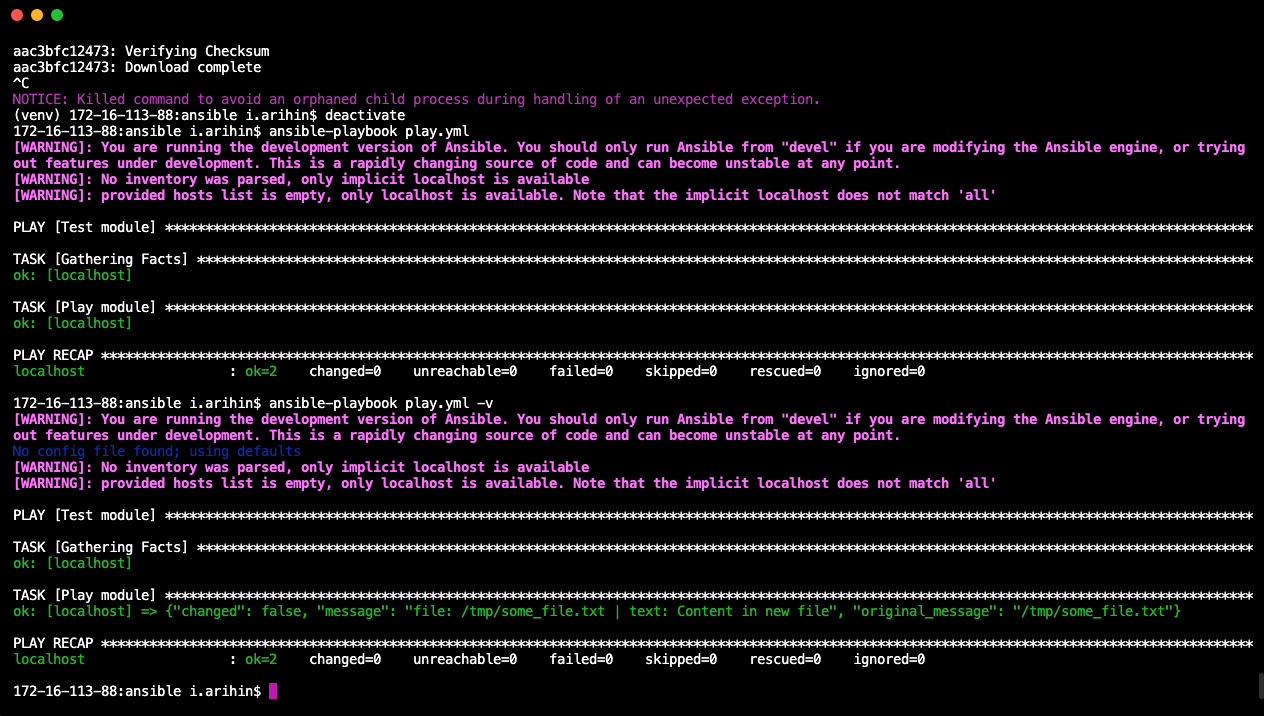 aac3bfc12473: Verifying Checksum
aac3bfc12473: Download complete
^C
NOTICE: Killed command to avoid an orphaned child process during handling of an unexpected exception.
(venv) 172-16-113-88:ansible i.arihin$ deactivate
172-16-113-88:ansible i.arihin$ ansible-playbook play.yml
[WARNING]: You are running the development version of Ansible. You should only run Ansible from "devel" if you are modifying the Ansible engine, or trying
out features under development. This is a rapidly changing source of code and can become unstable at any point.
[WARNING]: No inventory was parsed, only implicit localhost is available
[WARNING]: provided hosts list is empty, only localhost is available. Note that the implicit localhost does not match 'all'
PLAY [Test module] ****************************************************************************************************************************************
TASK [Gathering Facts] ************************************************************************************************************************************
ok: [localhost]
TASK [Play module] ****************************************************************************************************************************************
ok: [localhost]
PLAY RECAP ************************************************************************************************************************************************
localhost                  : ok=2    changed=0    unreachable=0    failed=0    skipped=0    rescued=0    ignored=0
172-16-113-88:ansible i.arihin$ ansible-playbook play.yml -v
[WARNING]: You are running the development version of Ansible. You should only run Ansible from "devel" if you are modifying the Ansible engine, or trying
out features under development. This is a rapidly changing source of code and can become unstable at any point.
No config file found; using defaults
[WARNING]: No inventory was parsed, only implicit localhost is available
[WARNING]: provided hosts list is empty, only localhost is available. Note that the implicit localhost does not match 'all'
PLAY [Test module] ****************************************************************************************************************************************
TASK [Gathering Facts] ************************************************************************************************************************************
ok: [localhost]
TASK [Play module] ****************************************************************************************************************************************
ok: [localhost] => {"changed": false, "message": "file: /tmp/some_file.txt | text: Content in new file", "original_message": "/tmp/some_file.txt"}
PLAY RECAP ************************************************************************************************************************************************
localhost                  : ok=2    changed=0    unreachable=0    failed=0    skipped=0    rescued=0    ignored=0
172-16-113-88:ansible i.arihin$